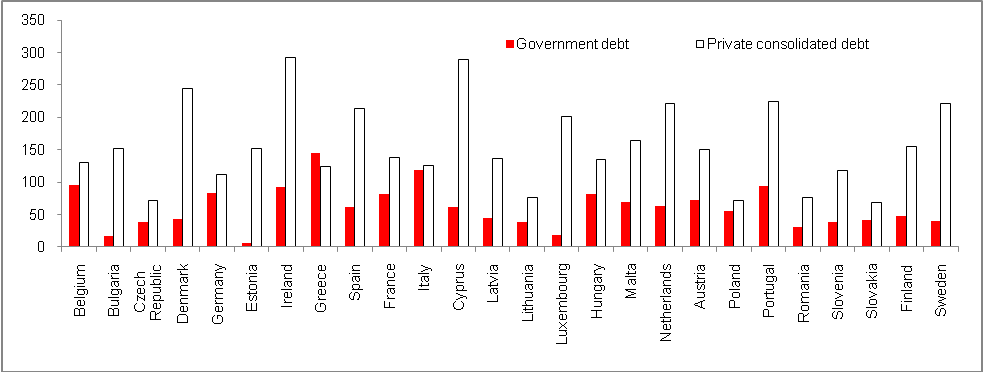 350
300
250
200
150
100
50
0
Government debt
Private consolidated debt
Belgium
Bulgaria
Czech
Republic
Denmark
Germany
Estonia
Ireland
Greece
Spain
France
Italy
Cyprus
Latvia
Lithuania
Luxembourg
Hungary
Malta
Netherlands
Austria
Poland
Portugal
Romania
Slovenia
Slovakia
Finland
Sweden